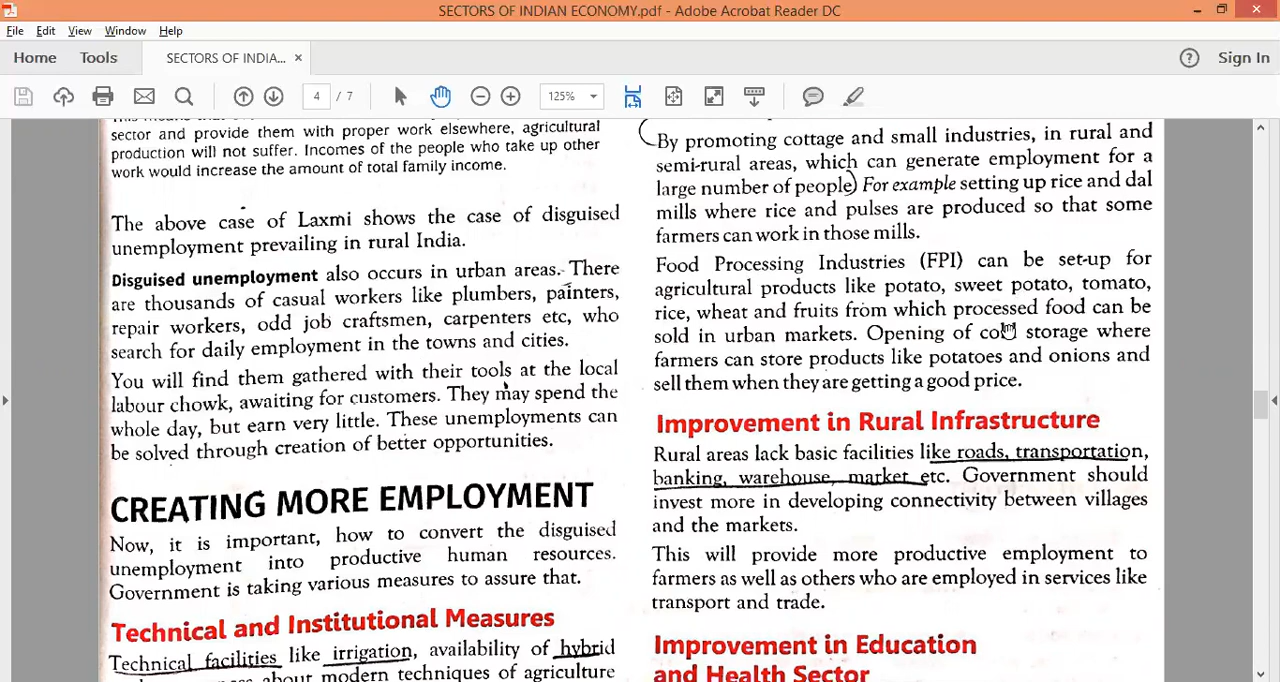 SECTORS OF INDIAN ECONOMY.pdf - Adobe Acrobat Reader DC
File Edit View Window Help
Home Tools SECTORS OF INDIA... × Sign In
4 / 7 125%
sector and provide them with proper work elsewhere, agricultural
production will not suffer. Incomes of the people who take up other
work would increase the amount of total family income.
The above case of Laxmi shows the case of disguised
unemployment prevailing in rural India.
Disguised unemployment also occurs in urban areas. There
are thousands of casual workers like plumbers, painters,
repair workers, odd job craftsmen, carpenters etc, who
search for daily employment in the towns and cities.
You will find them gathered with their tools at the local
labour chowk, awaiting for customers. They may spend the
whole day, but earn very little. These unemployments can
be solved through creation of better opportunities.
CREATING MORE EMPLOYMENT
Now, it is important, how to convert the disguised
unemployment into productive human resources.
Government is taking various measures to assure that.
Technical and Institutional Measures
Technical facilities like irrigation, availability of hybrid
about modern techniques of agriculture
By promoting cottage and small industries, in rural and
semi-rural areas, which can generate employment for a
large number of people) For example setting up rice and dal
mills where rice and pulses are produced so that some
farmers can work in those mills.
Food Processing Industries (FPI) can be set-up for
agricultural products like potato, sweet potato, tomato,
rice, wheat and fruits from which processed food can be
sold in urban markets. Opening of cold storage where
farmers can store products like potatoes and onions and
sell them when they are getting a good price.
Improvement in Rural Infrastructure
Rural areas lack basic facilities like roads, transportation,
banking, warehouse, market etc. Government should
invest more in developing connectivity between villages
and the markets.
This will provide more productive employment to
farmers as well as others who are employed in services like
transport and trade.
Improvement in Education
and Health Sector